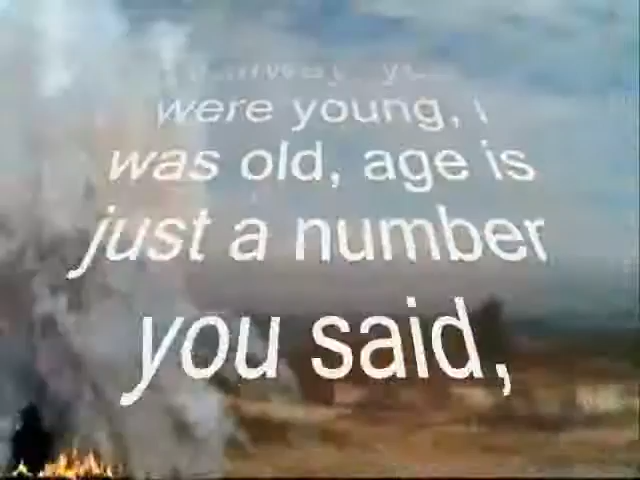 were young, I
was old, age is
just a number
you said,